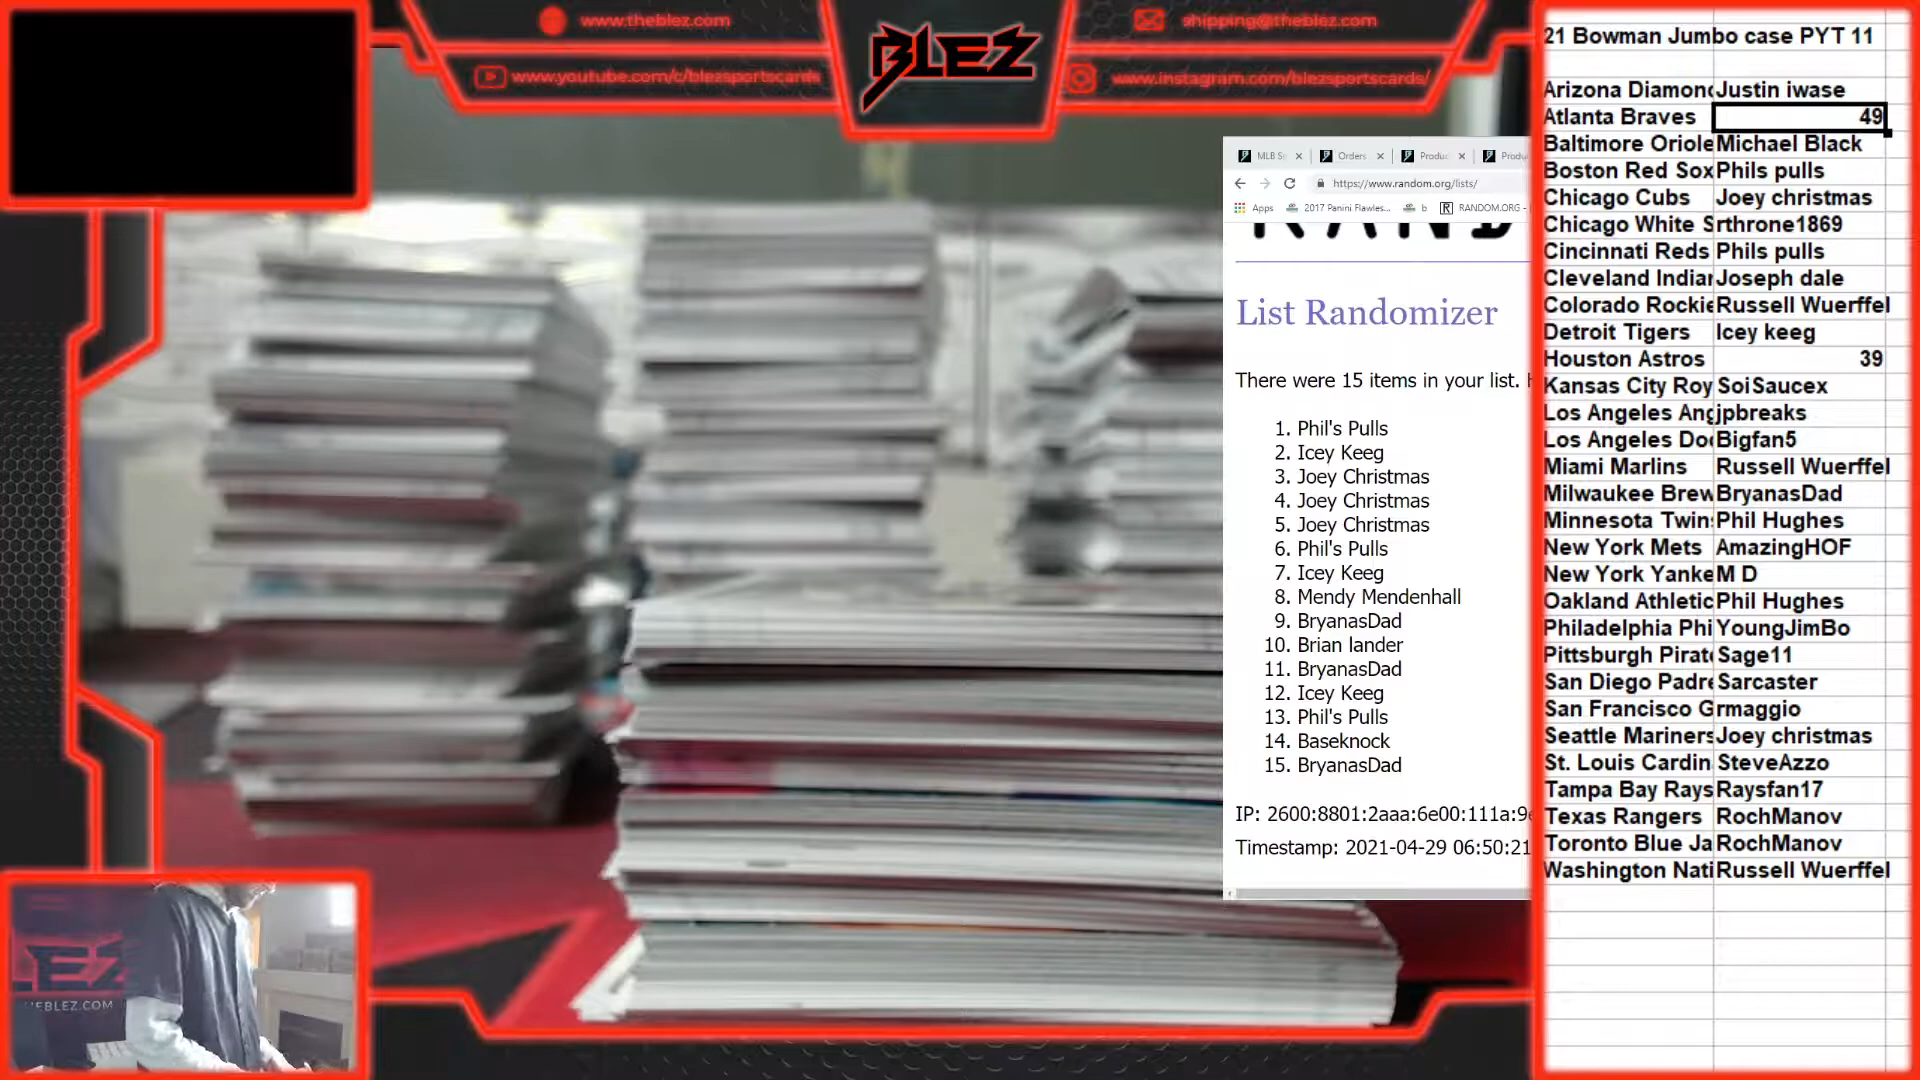 www.theblez.com
shipping@theblez.com
BLEZ
www.youtube.com/c/blezsportscards
www.instagram.com/blezsportscards/
21 Bowman Jumbo case PYT 11
Arizona Diamond Justin iwase
Atlanta Braves 49
Baltimore Oriole Michael Black
Boston Red Sox Phils pulls
Chicago Cubs Joey christmas
Chicago White S rthrone1869
Cincinnati Reds Phils pulls
Cleveland Indian Joseph dale
Colorado Rockie Russell Wuerffel
Detroit Tigers Icey keeg
Houston Astros 39
Kansas City Roy SoiSaucex
Los Angeles Ang jpbreaks
Los Angeles Do Bigfan5
Miami Marlins Russell Wuerffel
Milwaukee Brew BryanasDad
Minnesota Twins Phil Hughes
New York Mets AmazingHOF
New York Yanke M D
Oakland Athletic Phil Hughes
Philadelphia Phi YoungJimBo
Pittsburgh Pirate Sage11
San Diego Padre Sarcaster
San Francisco G rmaggio
Seattle Mariners Joey christmas
St. Louis Cardin SteveAzzo
Tampa Bay Rays Raysfan17
Texas Rangers RochManov
Toronto Blue Ja RochManov
Washington Nati Russell Wuerffel
MLB S Orders Produc Produ
https://www.random.org/lists/
Apps 2017 Panini Flawles... b RANDOM.ORG -
RAND
List Randomizer
There were 15 items in your list. H
1. Phil's Pulls
2. Icey Keeg
3. Joey Christmas
4. Joey Christmas
5. Joey Christmas
6. Phil's Pulls
7. Icey Keeg
8. Mendy Mendenhall
9. BryanasDad
10. Brian lander
11. BryanasDad
12. Icey Keeg
13. Phil's Pulls
14. Baseknock
15. BryanasDad
IP: 2600:8801:2aaa:6e00:111a:9e
Timestamp: 2021-04-29 06:50:21
LEZ
HEBLEZ.COM